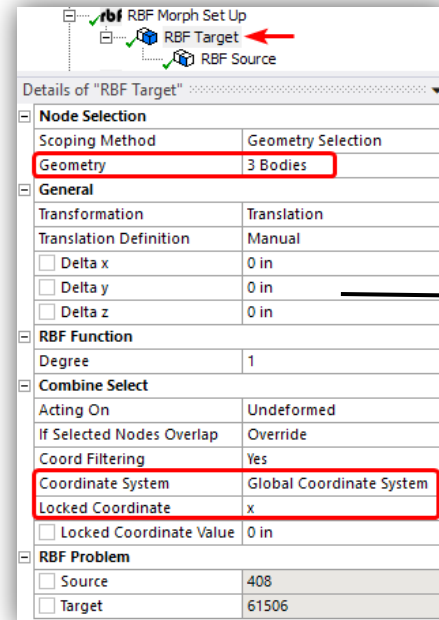 rbf RBF Morph Set Up
RBF Target
RBF Source
Details of "RBF Target"
Node Selection
Scoping Method Geometry Selection
Geometry 3 Bodies
General
Transformation Translation
Translation Definition Manual
Delta x 0 in
Delta y 0 in
Delta z 0 in
RBF Function
Degree 1
Combine Select
Acting On Undeformed
If Selected Nodes Overlap Override
Coord Filtering Yes
Coordinate System Global Coordinate System
Locked Coordinate x
Locked Coordinate Value 0 in
RBF Problem
Source 408
Target 61506